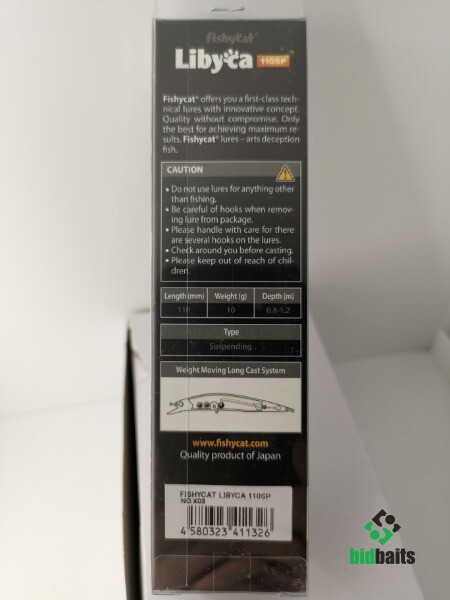 Fishycat
Libyca 110SP
Fishycat® offers you a first-class tech-
nical lures with innovative concept.
Quality without compromise. Only
the best for achieving maximum re-
sults. Fishycat® lures – arts deception
fish.
CAUTION
• Do not use lures for anything other
than fishing.
• Be careful of hooks when remov-
ing lure from package.
• Please handle with care for there
are several hooks on the lures.
• Check around you before casting.
• Please keep out of reach of chil-
dren.
Length (mm) Weight (g) Depth (m)
110 10 0.8-1.2
Type
Suspending
Weight Moving Long Cast System
www.fishycat.com
Quality product of Japan
FISHYCAT LIBYCA 110SP
NO X03
4 580323 411326
bidbaits